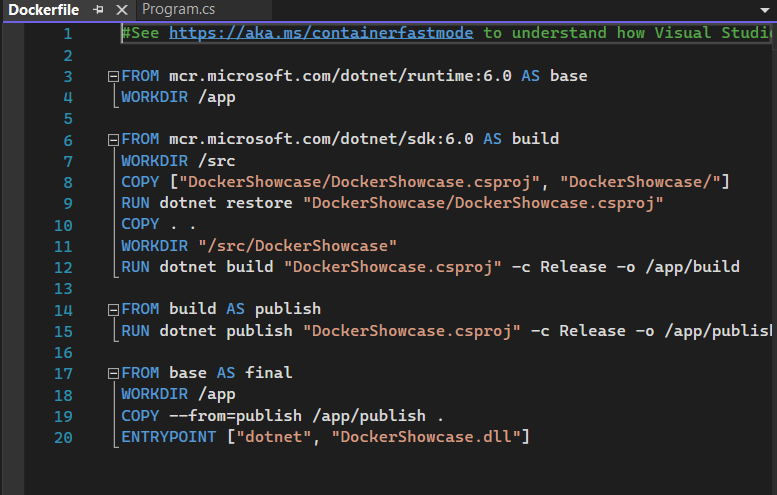 Dockerfile Program.cs
1 #See https://aka.ms/containerfastmode to understand how Visual Studio
2
3 FROM mcr.microsoft.com/dotnet/runtime:6.0 AS base
4 WORKDIR /app
5
6 FROM mcr.microsoft.com/dotnet/sdk:6.0 AS build
7 WORKDIR /src
8 COPY ["DockerShowcase/DockerShowcase.csproj", "DockerShowcase/"]
9 RUN dotnet restore "DockerShowcase/DockerShowcase.csproj"
10 COPY . .
11 WORKDIR "/src/DockerShowcase"
12 RUN dotnet build "DockerShowcase.csproj" -c Release -o /app/build
13
14 FROM build AS publish
15 RUN dotnet publish "DockerShowcase.csproj" -c Release -o /app/publish
16
17 FROM base AS final
18 WORKDIR /app
19 COPY --from=publish /app/publish .
20 ENTRYPOINT ["dotnet", "DockerShowcase.dll"]